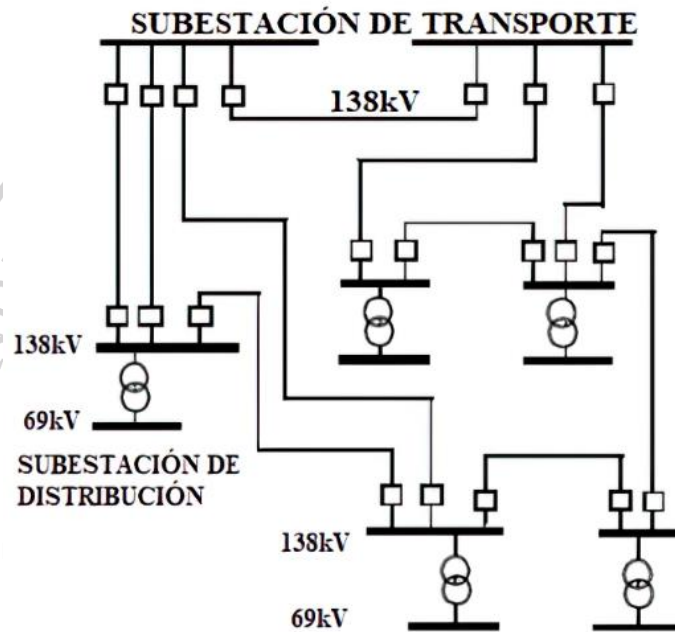 SUBESTACIÓN DE TRANSPORTE
138kV
138kV
69kV
SUBESTACIÓN DE
DISTRIBUCIÓN
138kV
69kV